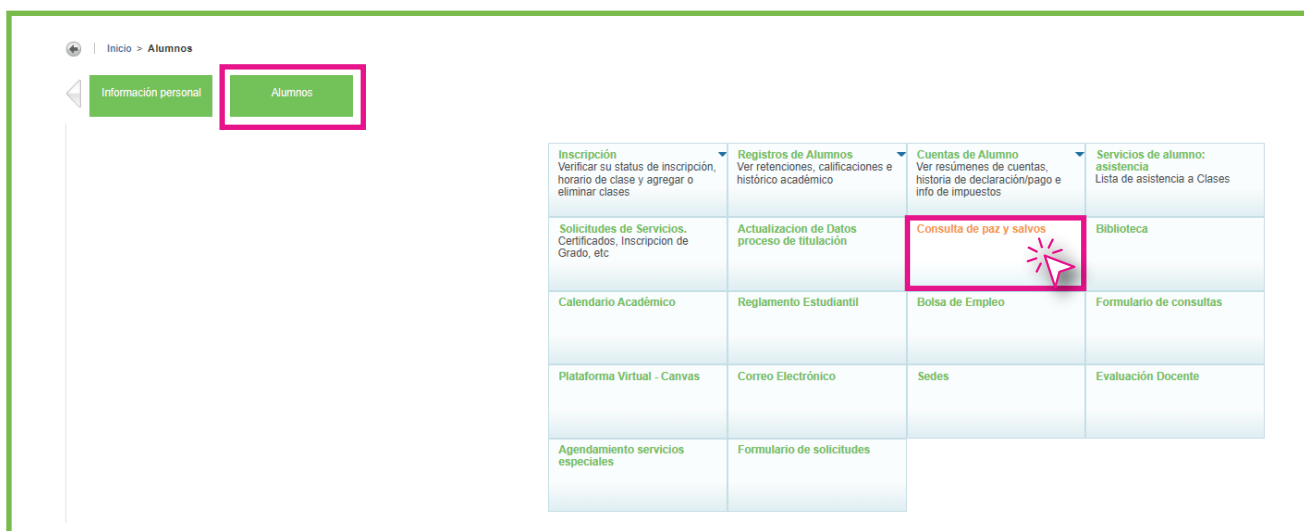 Inicio > Alumnos
Información personal
Alumnos
Inscripción
Verificar su status de inscripción,
horario de clase y agregar o
eliminar clases
Registros de Alumnos
Ver retenciones, calificaciones e
histórico académico
Cuentas de Alumno
Ver resúmenes de cuentas,
historia de declaración/pago e
info de impuestos
Servicios de alumno:
asistencia
Lista de asistencia a Clases
Solicitudes de Servicios.
Certificados, Inscripcion de
Grado, etc
Actualizacion de Datos
proceso de titulación
Consulta de paz y salvos
Biblioteca
Calendario Académico
Reglamento Estudiantil
Bolsa de Empleo
Formulario de consultas
Plataforma Virtual - Canvas
Correo Electrónico
Sedes
Evaluación Docente
Agendamiento servicios
especiales
Formulario de solicitudes